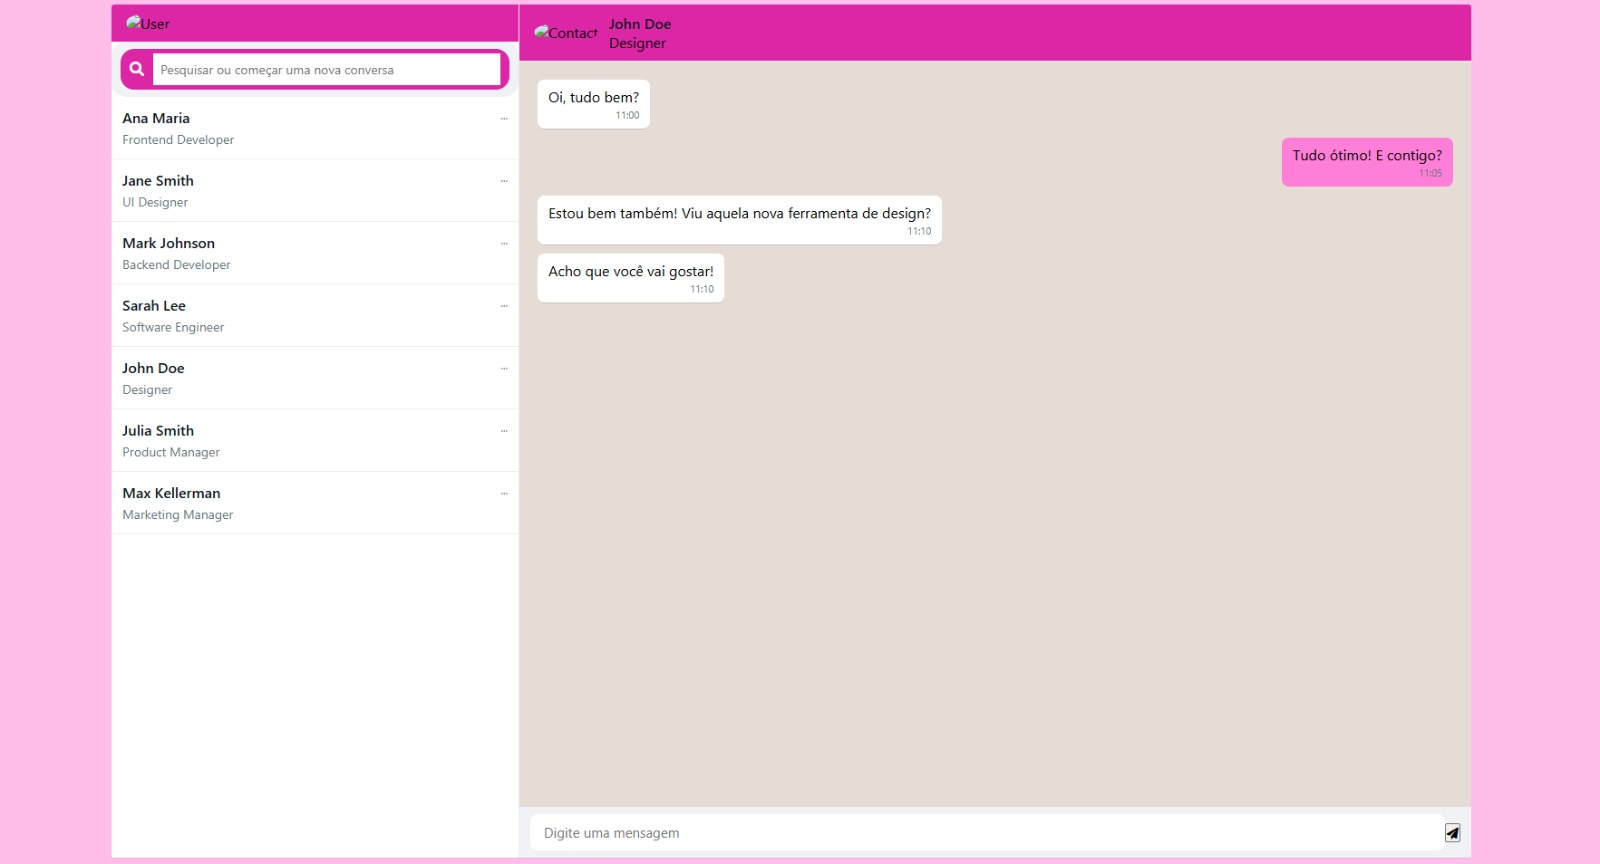 User
Pesquisar ou começar uma nova conversa
Ana Maria
...
Frontend Developer
Jane Smith
...
UI Designer
Mark Johnson
...
Backend Developer
Sarah Lee
...
Software Engineer
John Doe
...
Designer
Julia Smith
...
Product Manager
Max Kellerman
...
Marketing Manager
Contact
John Doe
Designer
Oi, tudo bem?
11:00
Tudo ótimo! E contigo?
11:05
Estou bem também! Viu aquela nova ferramenta de design?
11:10
Acho que você vai gostar!
11:10
Digite uma mensagem